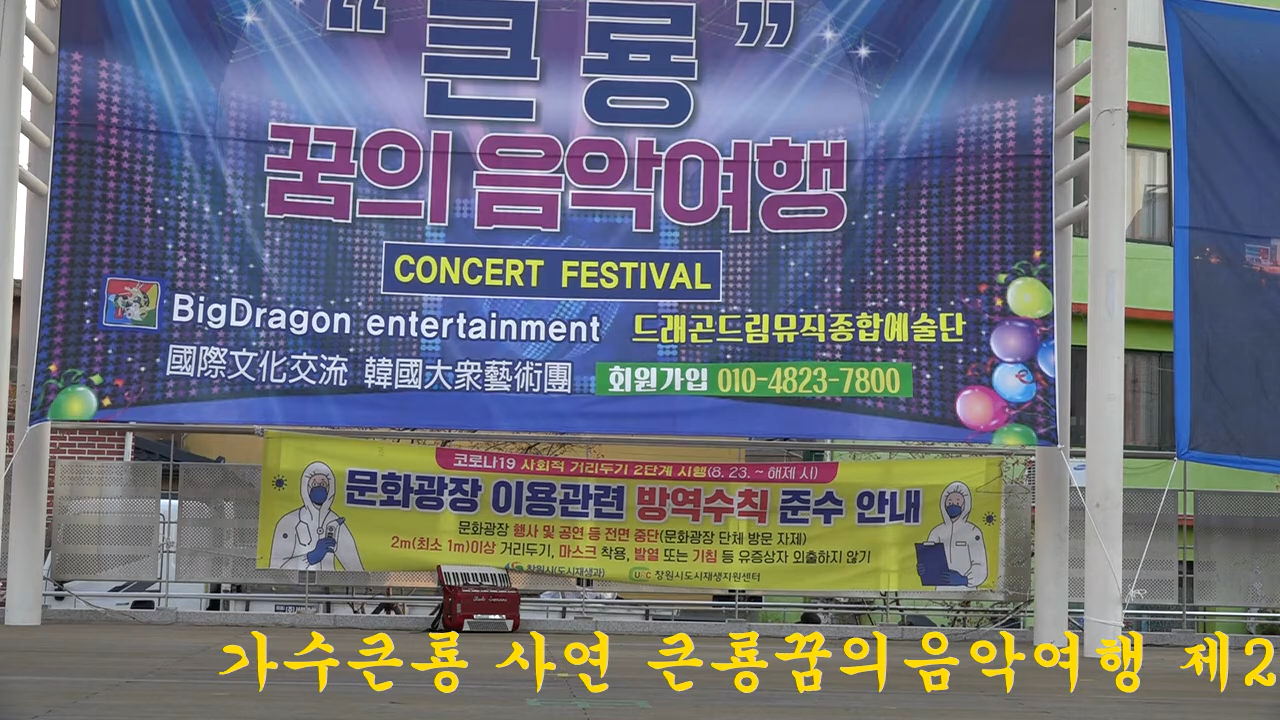 “큰룡”
꿈의 음악여행
CONCERT FESTIVAL
BigDragon entertainment 드래곤드림뮤직종합예술단
國際文化交流 韓國大衆藝術團 회원가입 010-4823-7800
코로나19 사회적 거리두기 2단계 시행(8. 23. ~ 해제 시)
문화광장 이용관련 방역수칙 준수 안내
문화광장 행사 및 공연 등 전면 중단(문화광장 단체 방문 자제)
2m(최소 1m)이상 거리두기, 마스크 착용, 발열 또는 기침 등 유증상자 외출하지 않기
창원시(도시재생과) 창원시도시재생지원센터
가수큰룡 사연 큰룡꿈의음악여행 제2